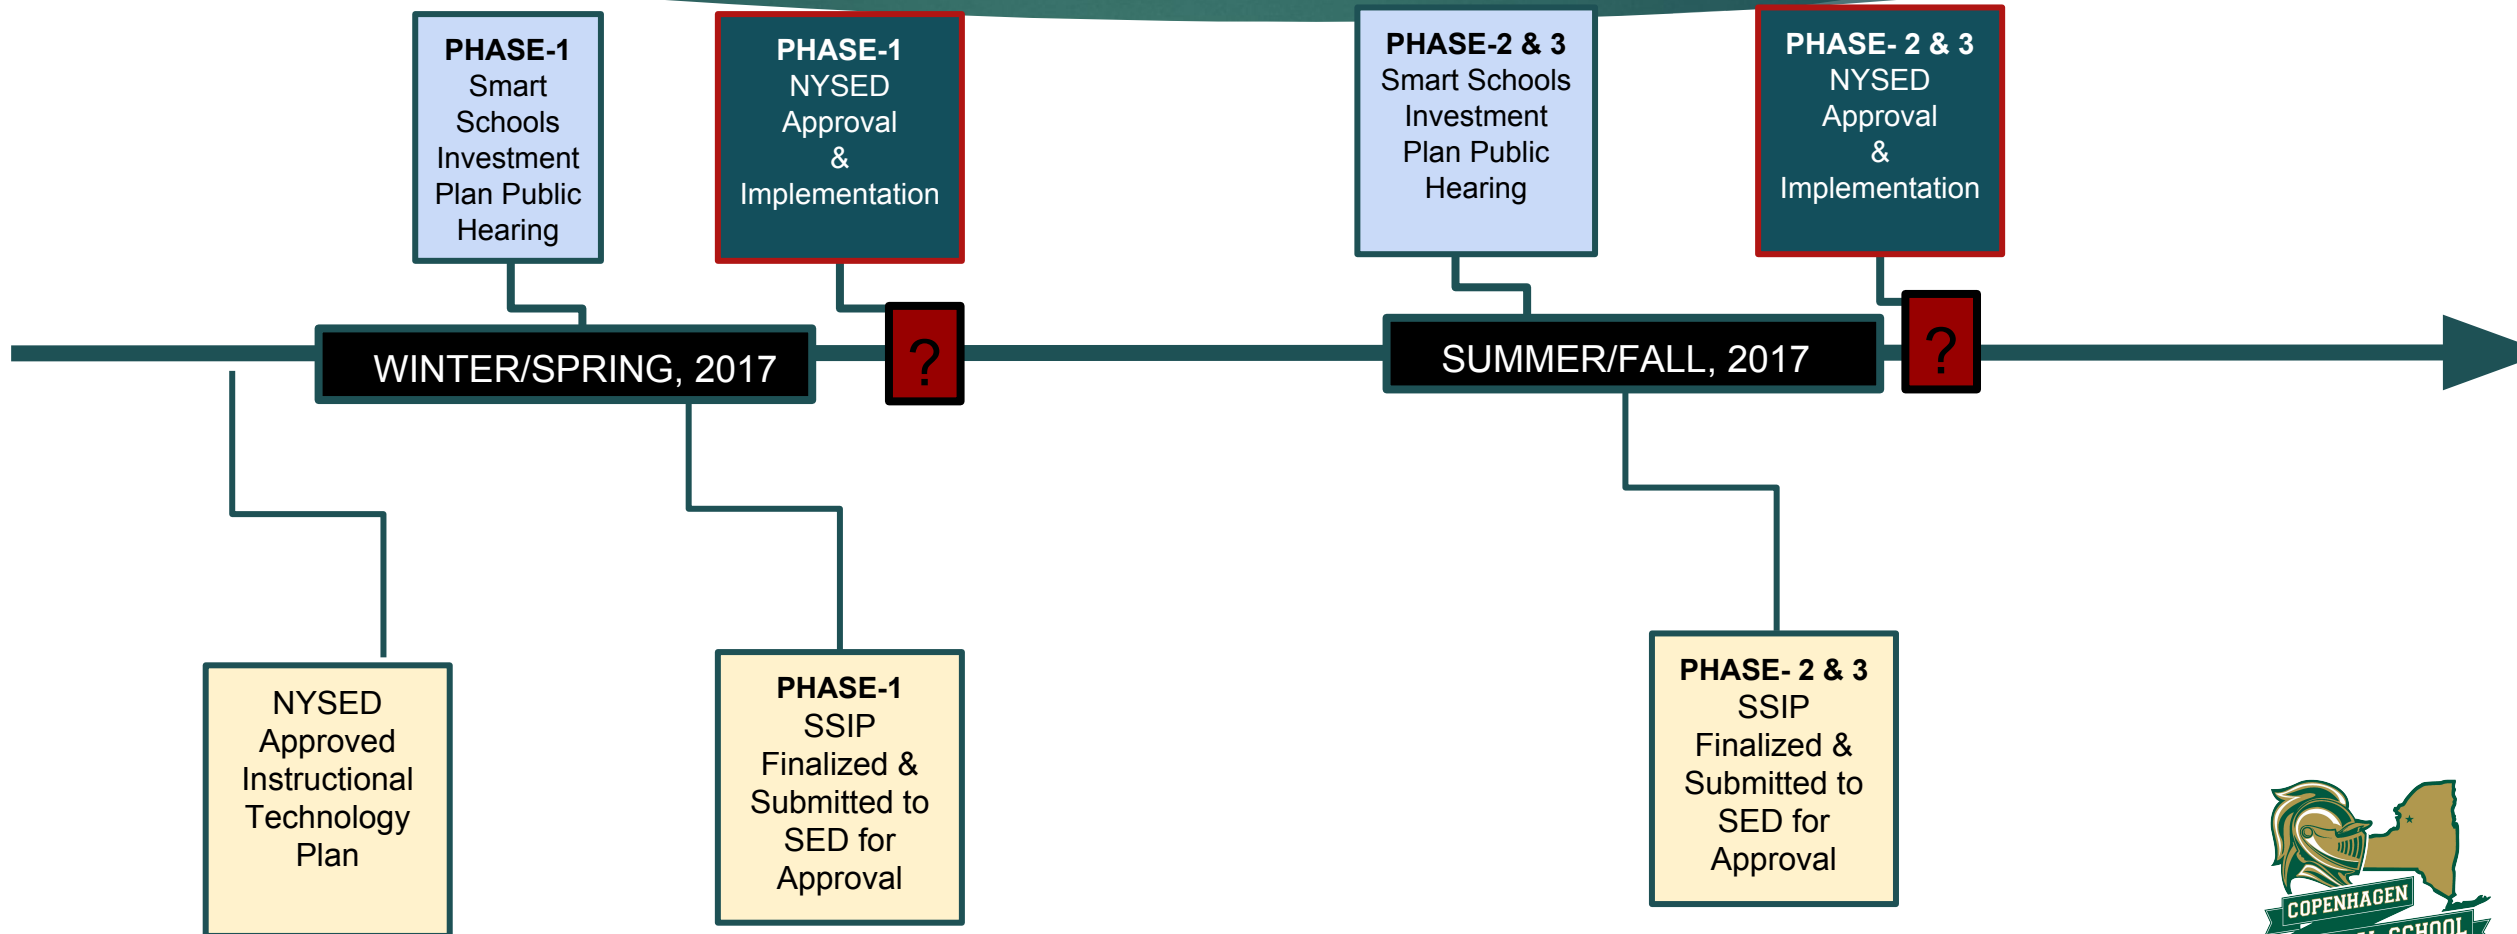 PHASE-1
Smart
Schools
Investment
Plan Public
Hearing
PHASE-1
NYSED
Approval
&
Implementation
PHASE-2 & 3
Smart Schools
Investment
Plan Public
Hearing
PHASE- 2 & 3
NYSED
Approval
&
Implementation
WINTER/SPRING, 2017
?
SUMMER/FALL, 2017
?
NYSED
Approved
Instructional
Technology
Plan
PHASE-1
SSIP
Finalized &
Submitted to
SED for
Approval
PHASE- 2 & 3
SSIP
Finalized &
Submitted to
SED for
Approval
COPENHAGEN
SCHOOL